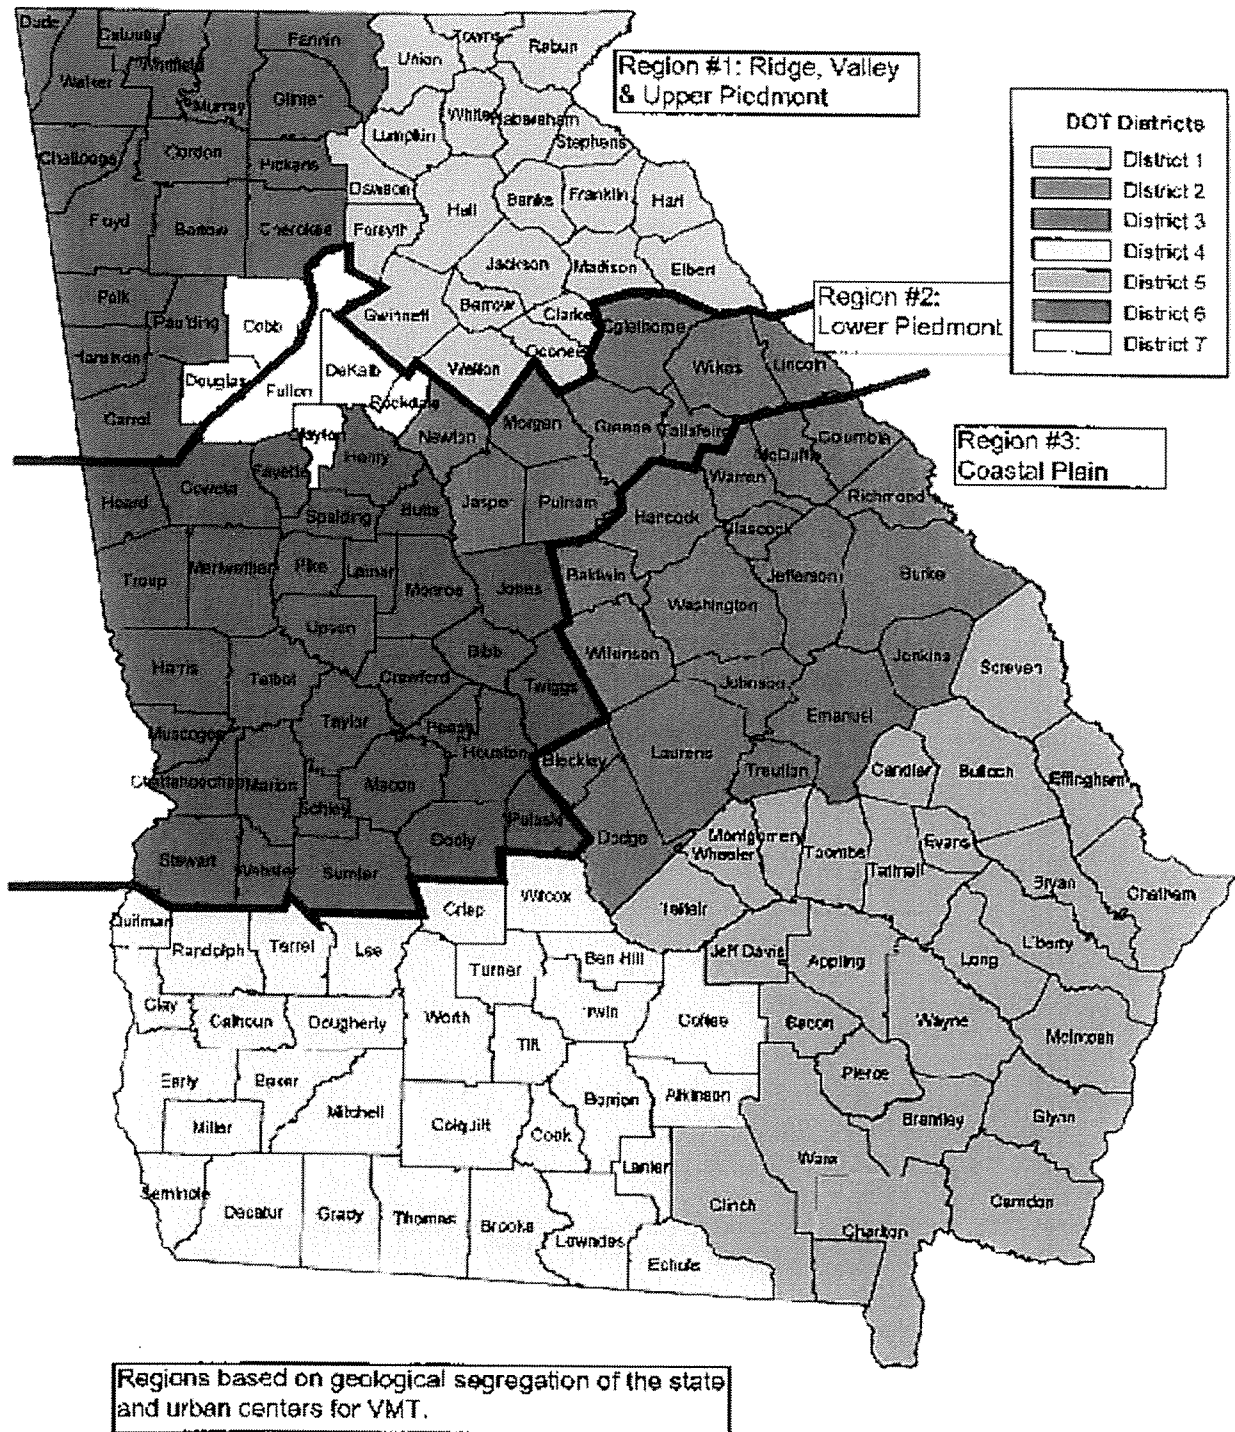 Dade
Fannin
Towns
Rabun
Union
Walker
Whitfield
Murray
Gilmer
White
Habersham
Lumpkin
Stephens
Chattooga
Gordon
Pickens
Dawson
Hall
Banks
Franklin
Hart
Floyd
Bartow
Cherokee
Forsyth
Jackson
Madison
Elbert
Polk
Paulding
Cobb
Gwinnett
Barrow
Clarke
Oglethorpe
Oconee
Walton
Wilkes
Lincoln
Haralson
Douglas
Fulton
DeKalb
Rockdale
Carrol
Clayton
Newton
Morgan
Greene
Taliaferro
McDuffie
Columbia
Fayette
Henry
Warren
Richmond
Heard
Coweta
Spalding
Butts
Jasper
Putnam
Hancock
Glascock
Troup
Meriwether
Pike
Lamar
Monroe
Jones
Baldwin
Washington
Jefferson
Burke
Upson
Bibb
Wilkinson
Jenkins
Screven
Harris
Talbot
Crawford
Twiggs
Johnson
Emanuel
Muscogee
Taylor
Peach
Houston
Bleckley
Laurens
Treutlan
Candler
Bulloch
Effingham
Chattahoochee
Marion
Schley
Macon
Pulaski
Dodge
Montgomery
Wheeler
Toombs
Tattnall
Evans
Bryan
Chatham
Stewart
Webster
Sumter
Dooly
Quitman
Crisp
Wilcox
Telfair
Randolph
Terrel
Lee
Turner
Ben Hill
Jeff Davis
Appling
Long
Liberty
Clay
Calhoun
Dougherty
Worth
Tift
Irwin
Coffee
Bacon
Wayne
McIntosh
Early
Baker
Mitchell
Miller
Colquitt
Cook
Berrien
Atkinson
Pierce
Brantley
Glynn
Lanier
Ware
Seminole
Decatur
Grady
Thomas
Brooks
Lowndes
Echols
Clinch
Charlton
Camden
Region #1: Ridge, Valley
& Upper Piedmont
DOT Districts
District 1
District 2
District 3
District 4
District 5
District 6
District 7
Region #2:
Lower Piedmont
Region #3:
Coastal Plain
Regions based on geological segregation of the state
and urban centers for VMT.